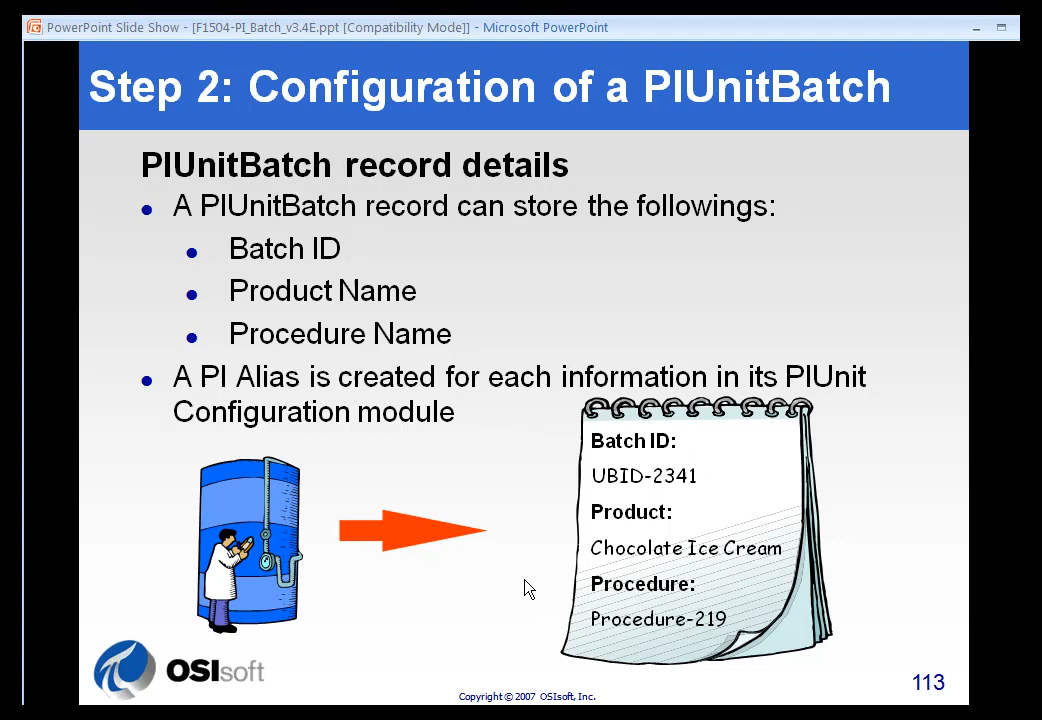 PowerPoint Slide Show - [F1504-PI_Batch_v3.4E.ppt [Compatibility Mode]] - Microsoft PowerPoint
Step 2: Configuration of a PIUnitBatch
PIUnitBatch record details
A PIUnitBatch record can store the followings:
Batch ID
Product Name
Procedure Name
A PI Alias is created for each information in its PIUnit
Configuration module
Batch ID:
UBID-2341
Product:
Chocolate Ice Cream
Procedure:
Procedure-219
OSIsoft
Copyright © 2007 OSIsoft, Inc.
113